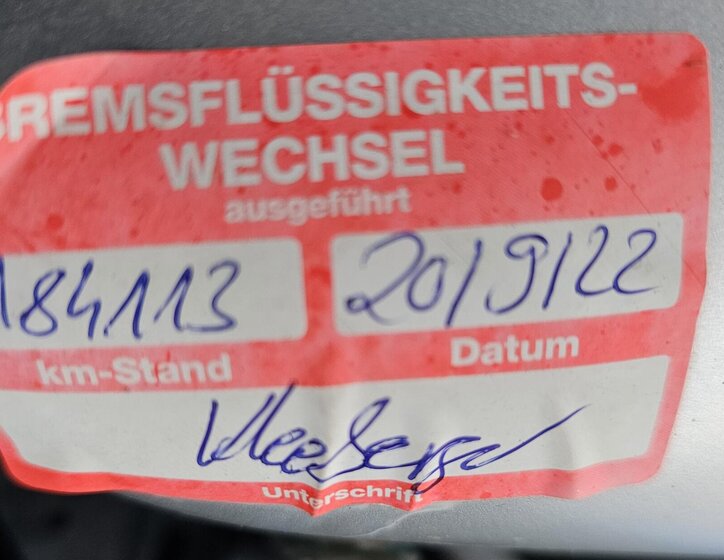 BREMSFLÜSSIGKEITS-
WECHSEL
ausgeführt
184113 20/9/22
km-Stand Datum
Unterschrift